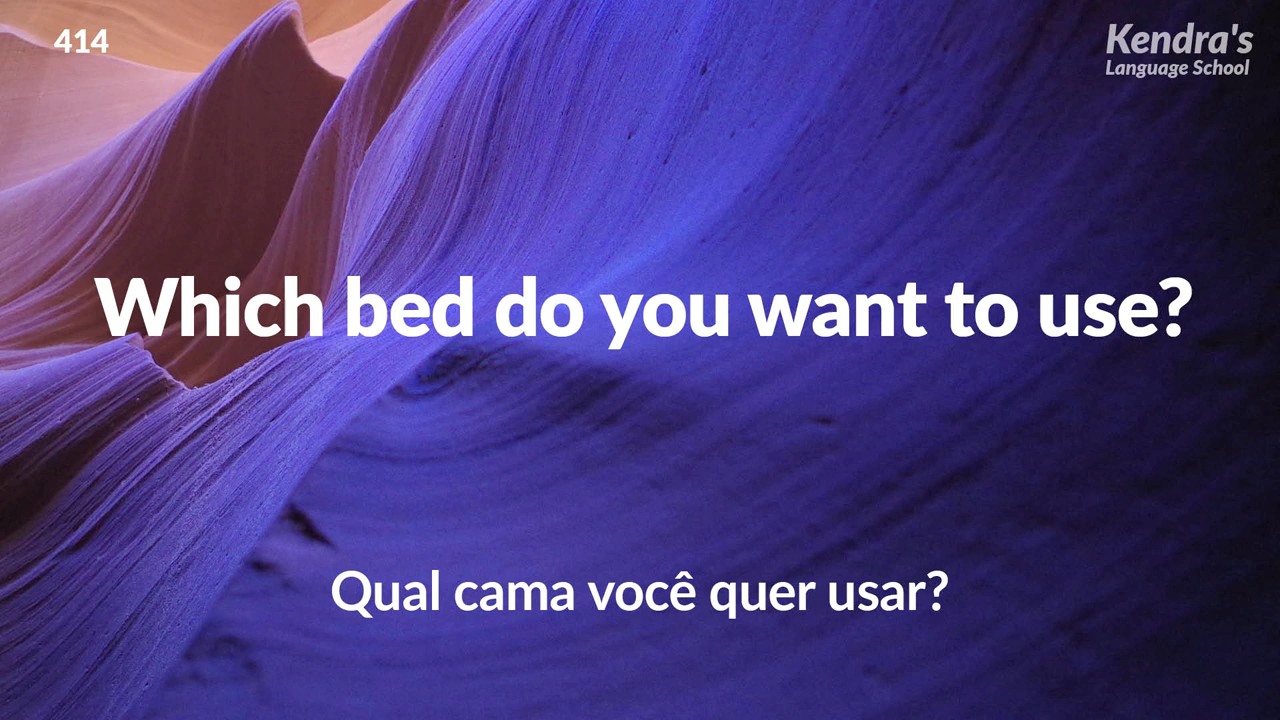 414
Kendra's
Language School
Which bed do you want to use?
Qual cama você quer usar?